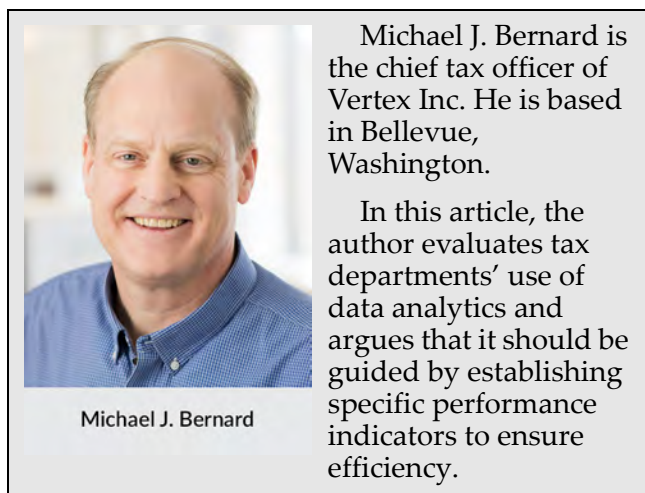 Michael J. Bernard is
the chief tax officer of
Vertex Inc. He is based
in Bellevue,
Washington.
In this article, the
author evaluates tax
departments’ use of
data analytics and
argues that it should be
guided by establishing
specific performance
indicators to ensure
efficiency.
Michael J. Bernard